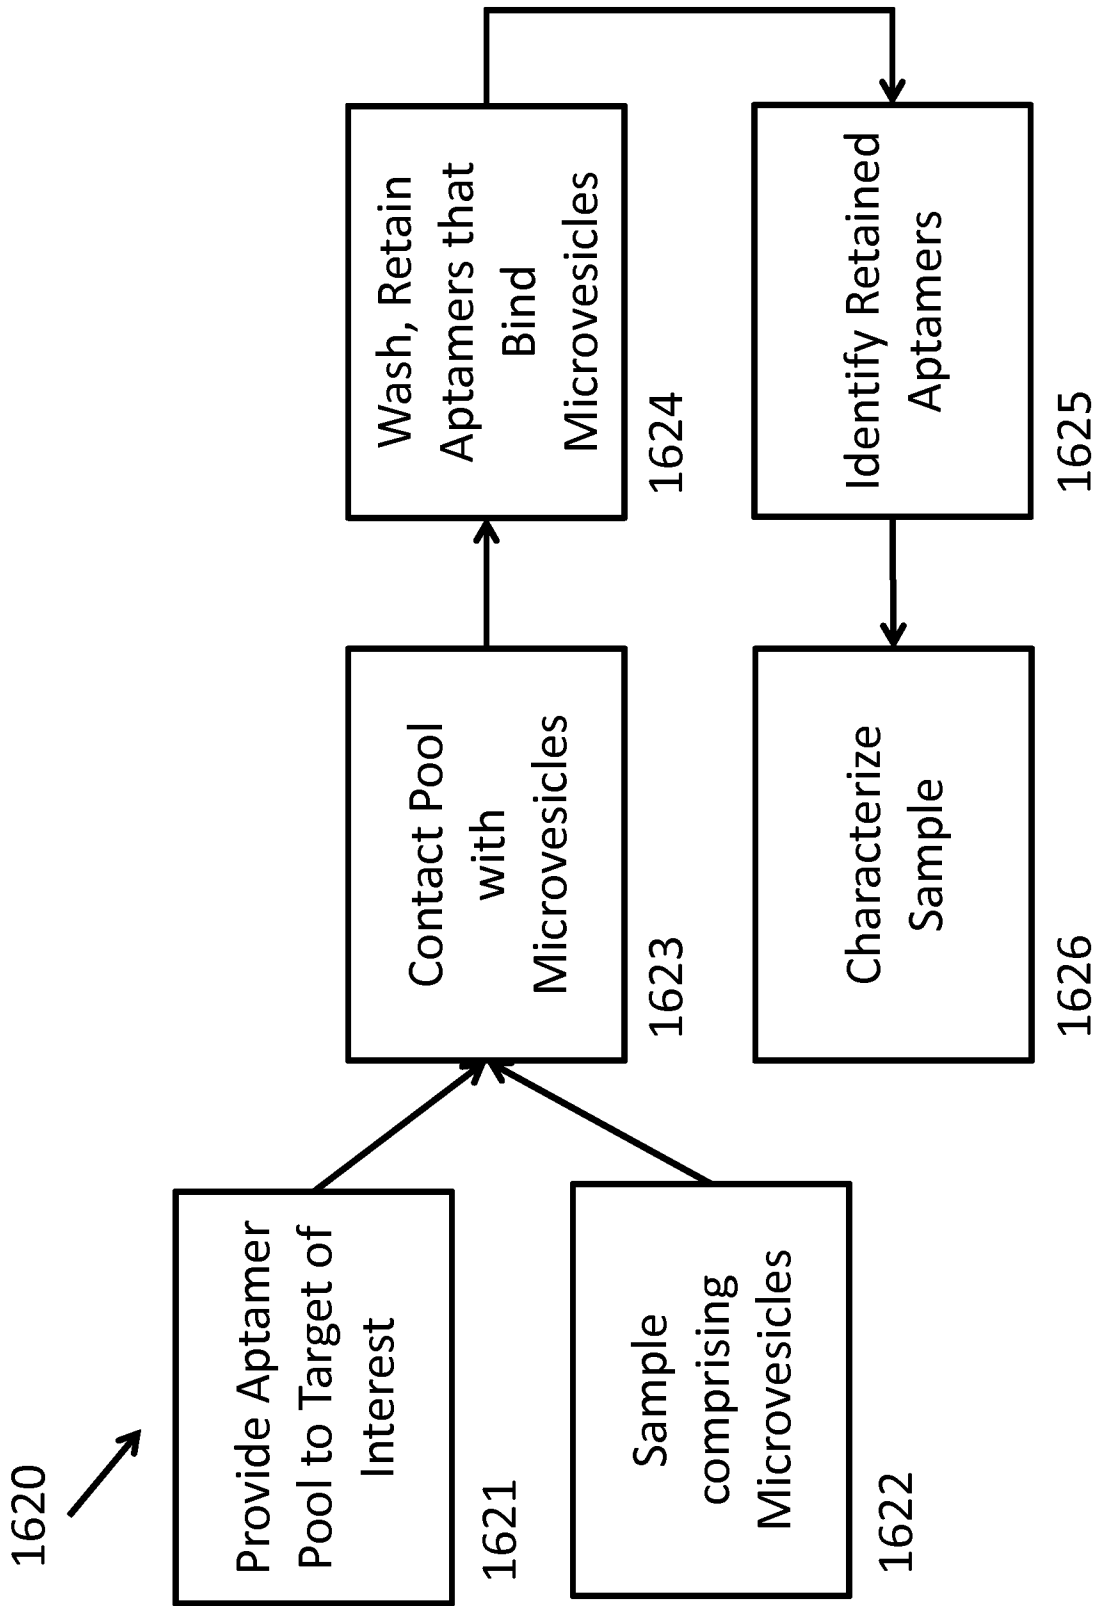 1620
Provide Aptamer
Pool to Target of
Interest
1621
Sample
comprising
Microvesicles
1622
Contact Pool
with
Microvesicles
1623
Wash, Retain
Aptamers that
Bind
Microvesicles
1624
Identify Retained
Aptamers
1625
Characterize
Sample
1626